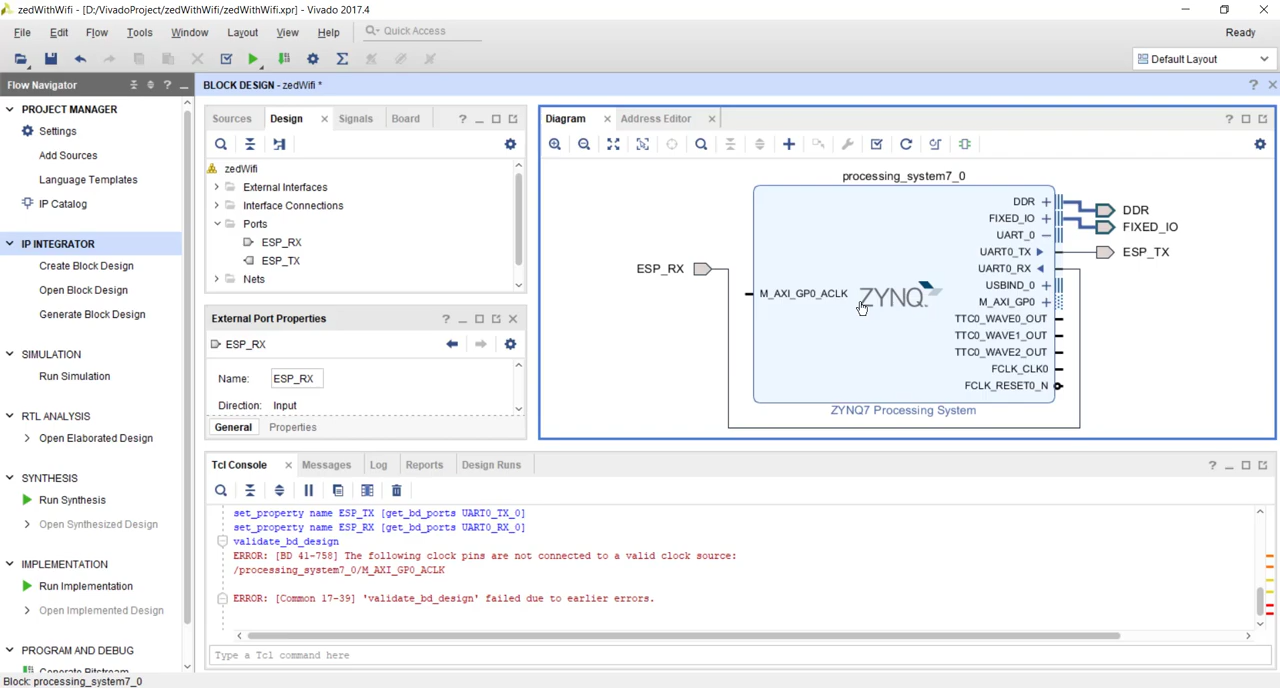 zedWithWifi - [D:/VivadoProject/zedWithWifi/zedWithWifi.xpr] - Vivado 2017.4
File Edit Flow Tools Window Layout View Help Quick Access Ready
Default Layout
Flow Navigator
PROJECT MANAGER
Settings
Add Sources
Language Templates
IP Catalog
IP INTEGRATOR
Create Block Design
Open Block Design
Generate Block Design
SIMULATION
Run Simulation
RTL ANALYSIS
Open Elaborated Design
SYNTHESIS
Run Synthesis
Open Synthesized Design
IMPLEMENTATION
Run Implementation
Open Implemented Design
PROGRAM AND DEBUG
Generate Bitstream
BLOCK DESIGN - zedWifi *
Sources Design Signals Board
zedWifi
External Interfaces
Interface Connections
Ports
ESP_RX
ESP_TX
Nets
External Port Properties
ESP_RX
Name: ESP_RX
Direction: Input
General Properties
Diagram Address Editor
processing_system7_0
ESP_RX
M_AXI_GP0_ACLK
ZYNQ
DDR
FIXED_IO
UART_0
UART0_TX
UART0_RX
USBIND_0
M_AXI_GP0
TTC0_WAVE0_OUT
TTC0_WAVE1_OUT
TTC0_WAVE2_OUT
FCLK_CLK0
FCLK_RESET0_N
DDR
FIXED_IO
ESP_TX
ZYNQ7 Processing System
Tcl Console Messages Log Reports Design Runs
set_property name ESP_TX [get_bd_ports UART0_TX_0]
set_property name ESP_RX [get_bd_ports UART0_RX_0]
validate_bd_design
ERROR: [BD 41-758] The following clock pins are not connected to a valid clock source:
/processing_system7_0/M_AXI_GP0_ACLK
ERROR: [Common 17-39] 'validate_bd_design' failed due to earlier errors.
Type a Tcl command here
Block: processing_system7_0